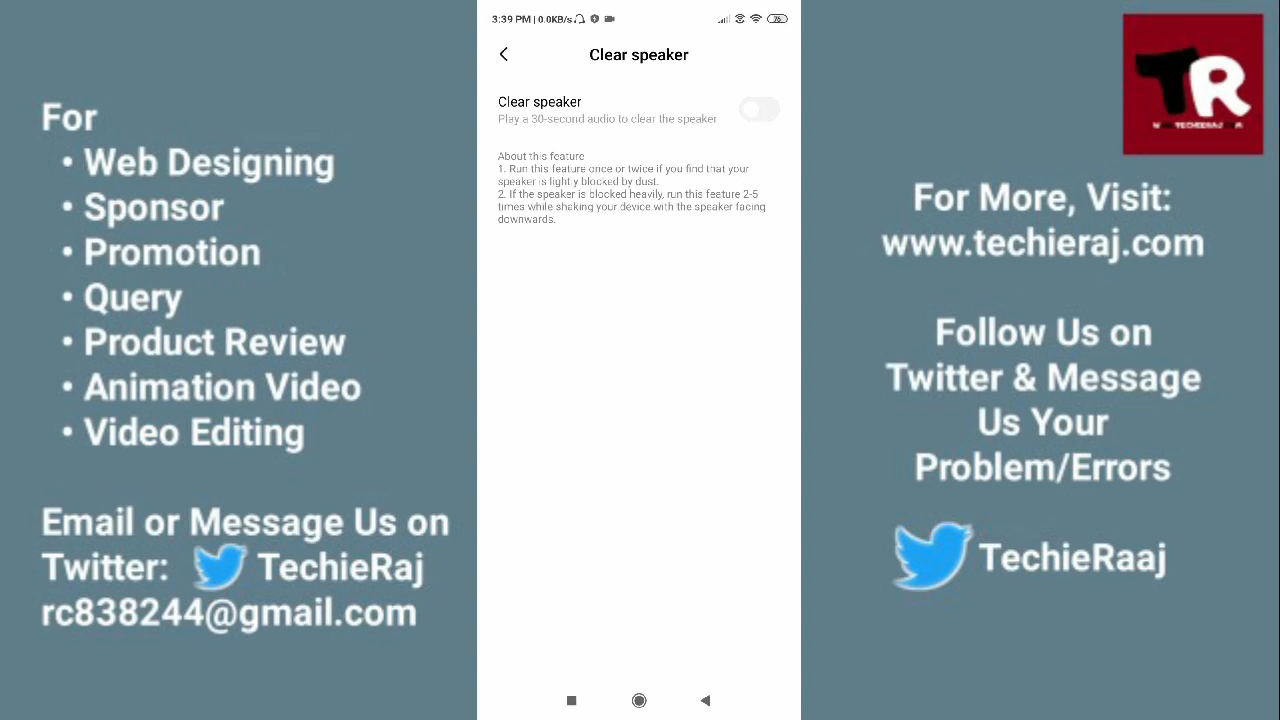 For
• Web Designing
• Sponsor
• Promotion
• Query
• Product Review
• Animation Video
• Video Editing
Email or Message Us on
Twitter: TechieRaj
rc838244@gmail.com
3:39 PM | 0.0KB/s
76
Clear speaker
Clear speaker
Play a 30-second audio to clear the speaker
About this feature
1. Run this feature once or twice if you find that your
speaker is lightly blocked by dust.
2. If the speaker is blocked heavily, run this feature 2-5
times while shaking your device with the speaker facing
downwards.
TR
For More, Visit:
www.techieraj.com
Follow Us on
Twitter & Message
Us Your
Problem/Errors
TechieRaaj